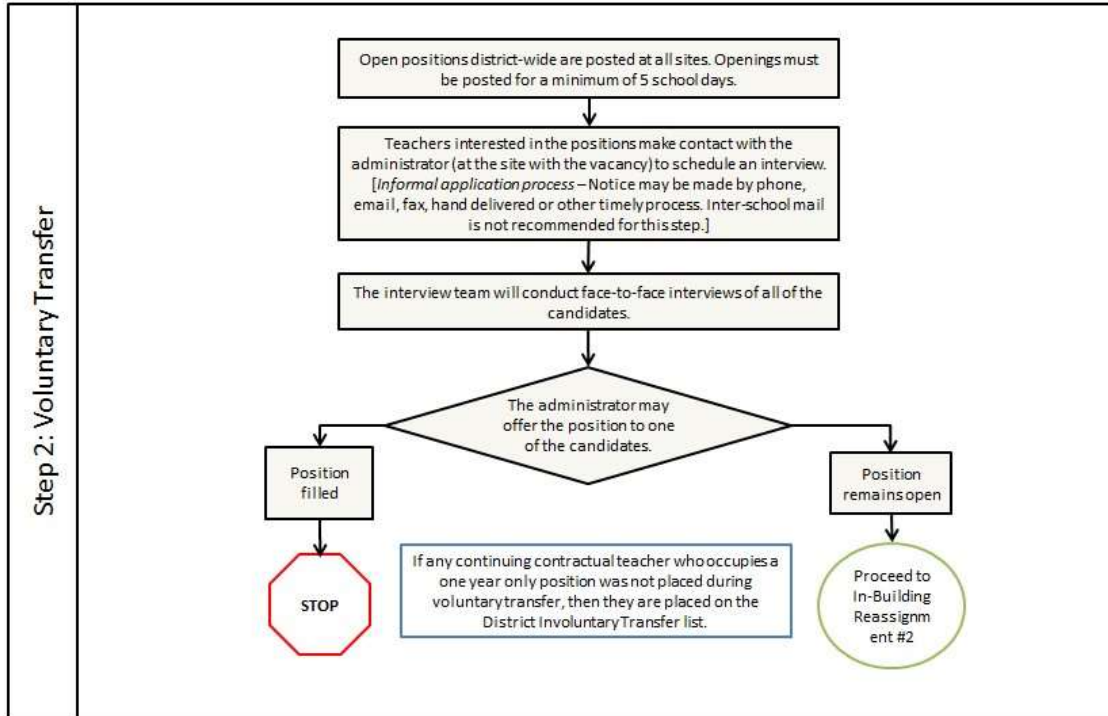 Step 2: Voluntary Transfer
Open positions district-wide are posted at all sites. Openings must
be posted for a minimum of 5 school days.
Teachers interested in the positions make contact with the
administrator (at the site with the vacancy) to schedule an interview.
[Informal application process – Notice may be made by phone,
email, fax, hand delivered or other timely process. Inter-school mail
is not recommended for this step.]
The interview team will conduct face-to-face interviews of all of the
candidates.
The administrator may
offer the position to one
of the candidates.
Position
filled
Position
remains open
STOP
If any continuing contractual teacher who occupies a
one year only position was not placed during
voluntary transfer, then they are placed on the
District Involuntary Transfer list.
Proceed to
In-Building
Reassignm
ent #2